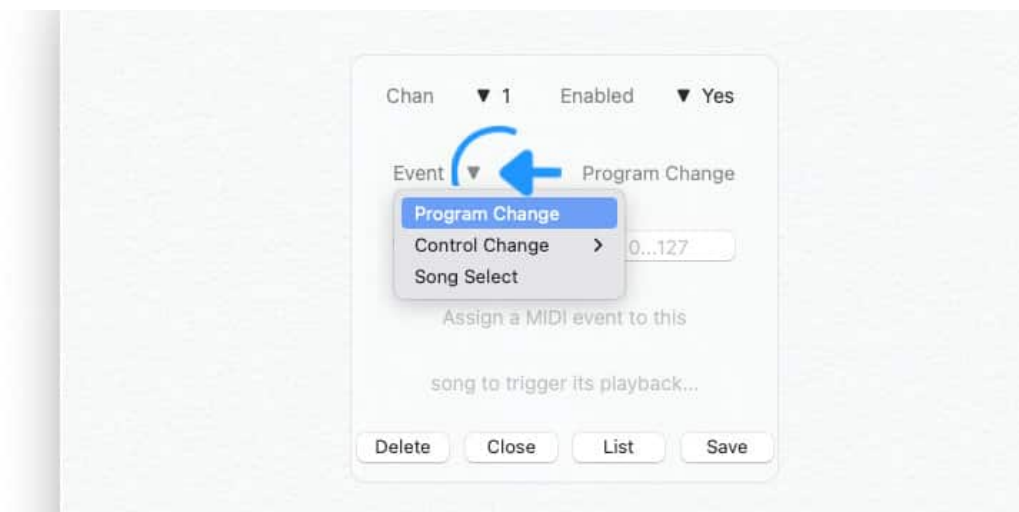 Chan ▼ 1 Enabled ▼ Yes
Event ▼ Program Change
Program Change
Control Change >
0...127
Song Select
Assign a MIDI event to this
song to trigger its playback...
Delete Close List Save